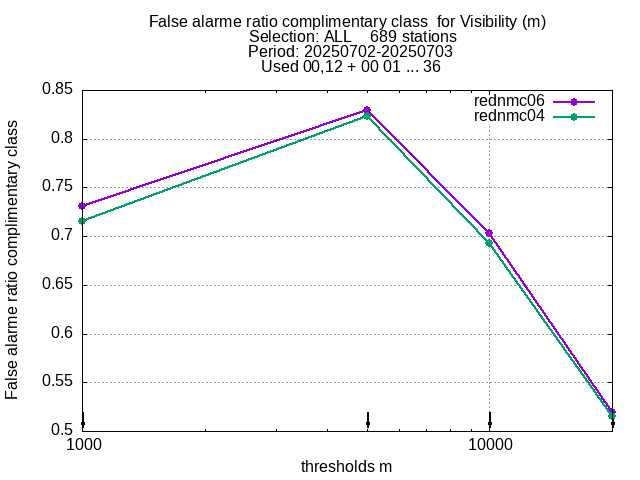 False alarme ratio complimentary class  for Visibility (m)
Selection: ALL    689 stations
Period: 20250702-20250703
Used 00,12 + 00 01 ... 36
rednmc06
rednmc04
False alarme ratio complimentary class
0.85
0.8
0.75
0.7
0.65
0.6
0.55
0.5
1000
10000
thresholds m